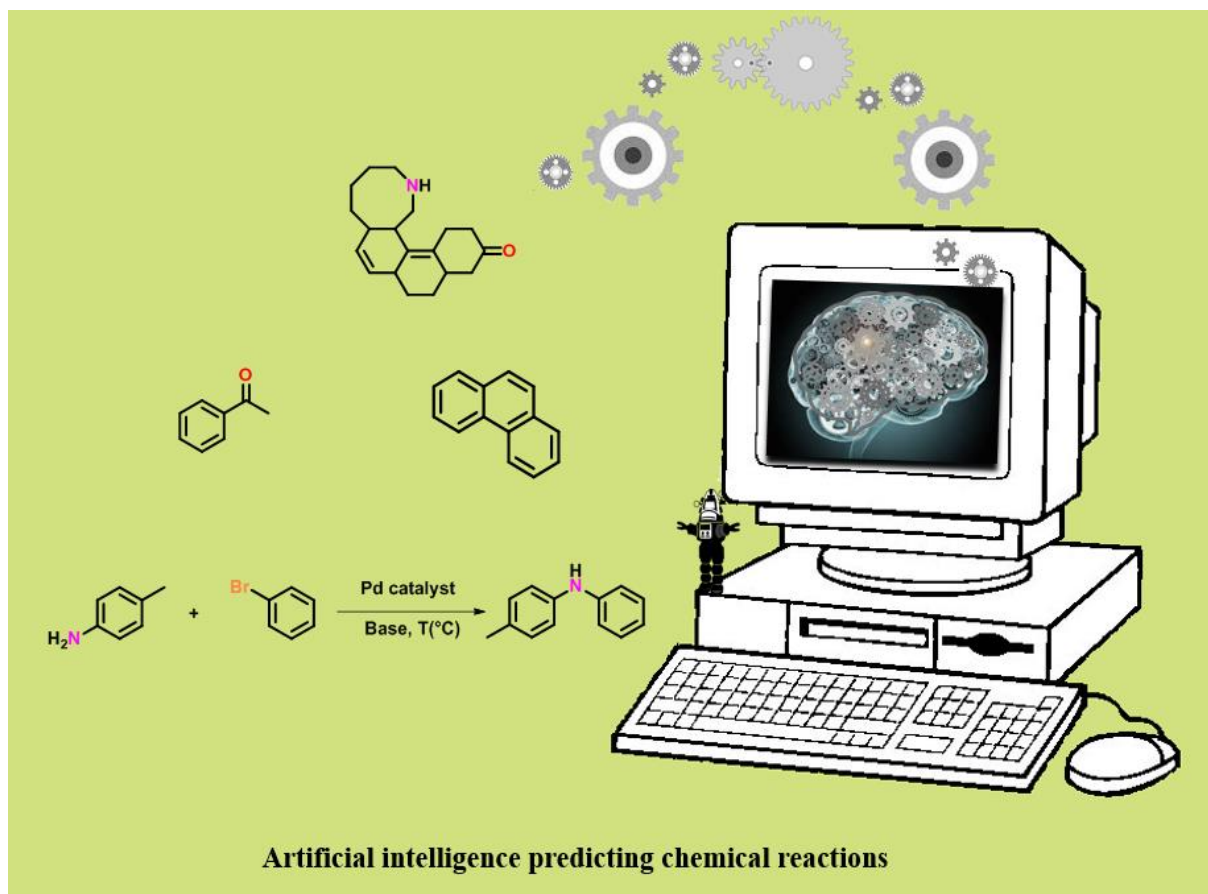 NH
O
O
Br
H₂N
+
Pd catalyst
Base, T(°C)
H
N
Artificial intelligence predicting chemical reactions